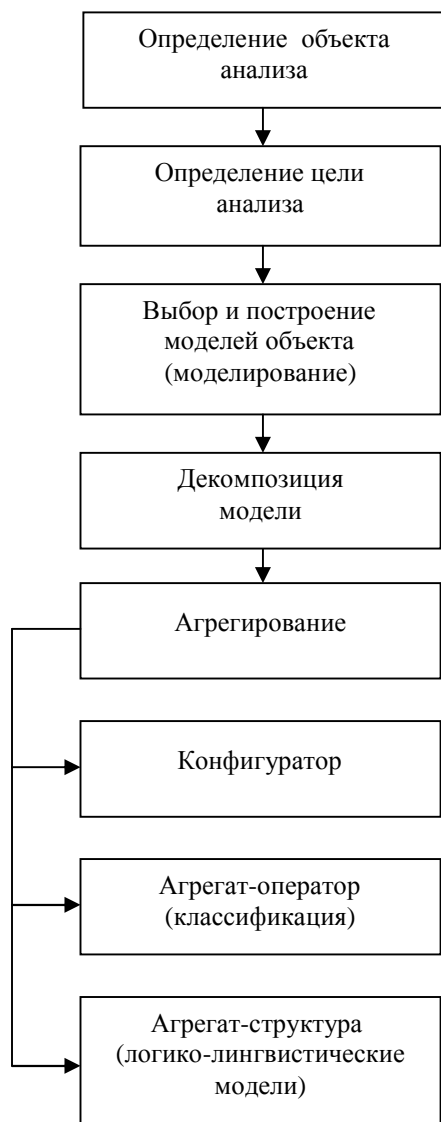 Определение объекта
анализа
Определение цели
анализа
Выбор и построение
моделей объекта
(моделирование)
Декомпозиция
модели
Агрегирование
Конфигуратор
Агрегат-оператор
(классификация)
Агрегат-структура
(логико-лингвистические
модели)